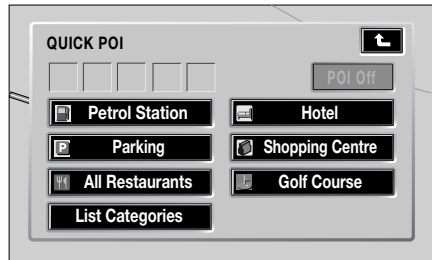 QUICK POI
POI Off
Petrol Station
Hotel
P Parking
Shopping Centre
All Restaurants
Golf Course
List Categories